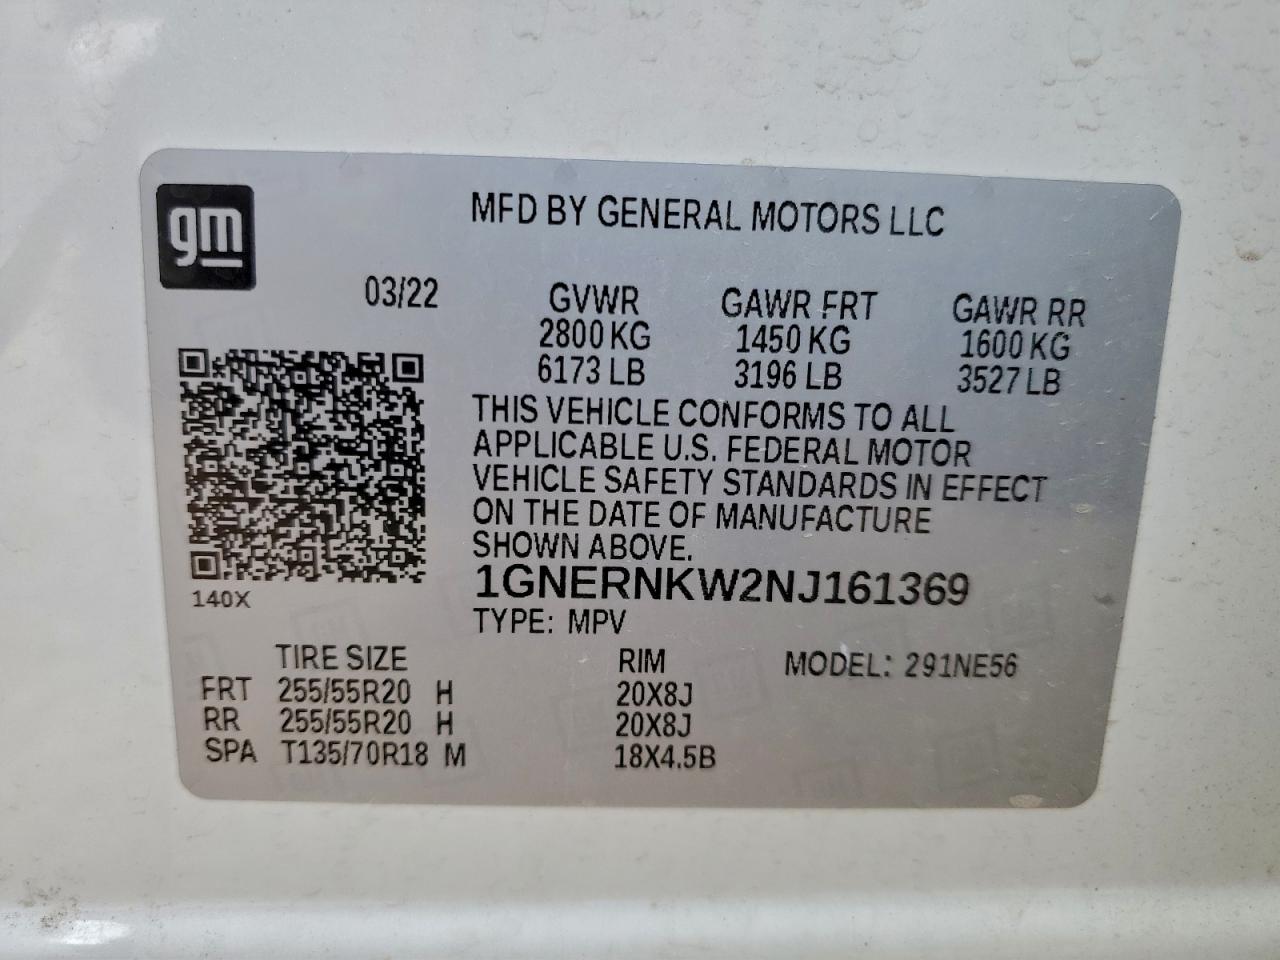 gm
MFD BY GENERAL MOTORS LLC
03/22 GVWR GAWR FRT GAWR RR
2800 KG 1450 KG 1600 KG
6173 LB 3196 LB 3527 LB
THIS VEHICLE CONFORMS TO ALL
APPLICABLE U.S. FEDERAL MOTOR
VEHICLE SAFETY STANDARDS IN EFFECT
ON THE DATE OF MANUFACTURE
SHOWN ABOVE.
1GNERNKW2NJ161369
140X
TYPE: MPV
TIRE SIZE RIM MODEL: 291NE56
FRT 255/55R20 H 20X8J
RR 255/55R20 H 20X8J
SPA T135/70R18 M 18X4.5B